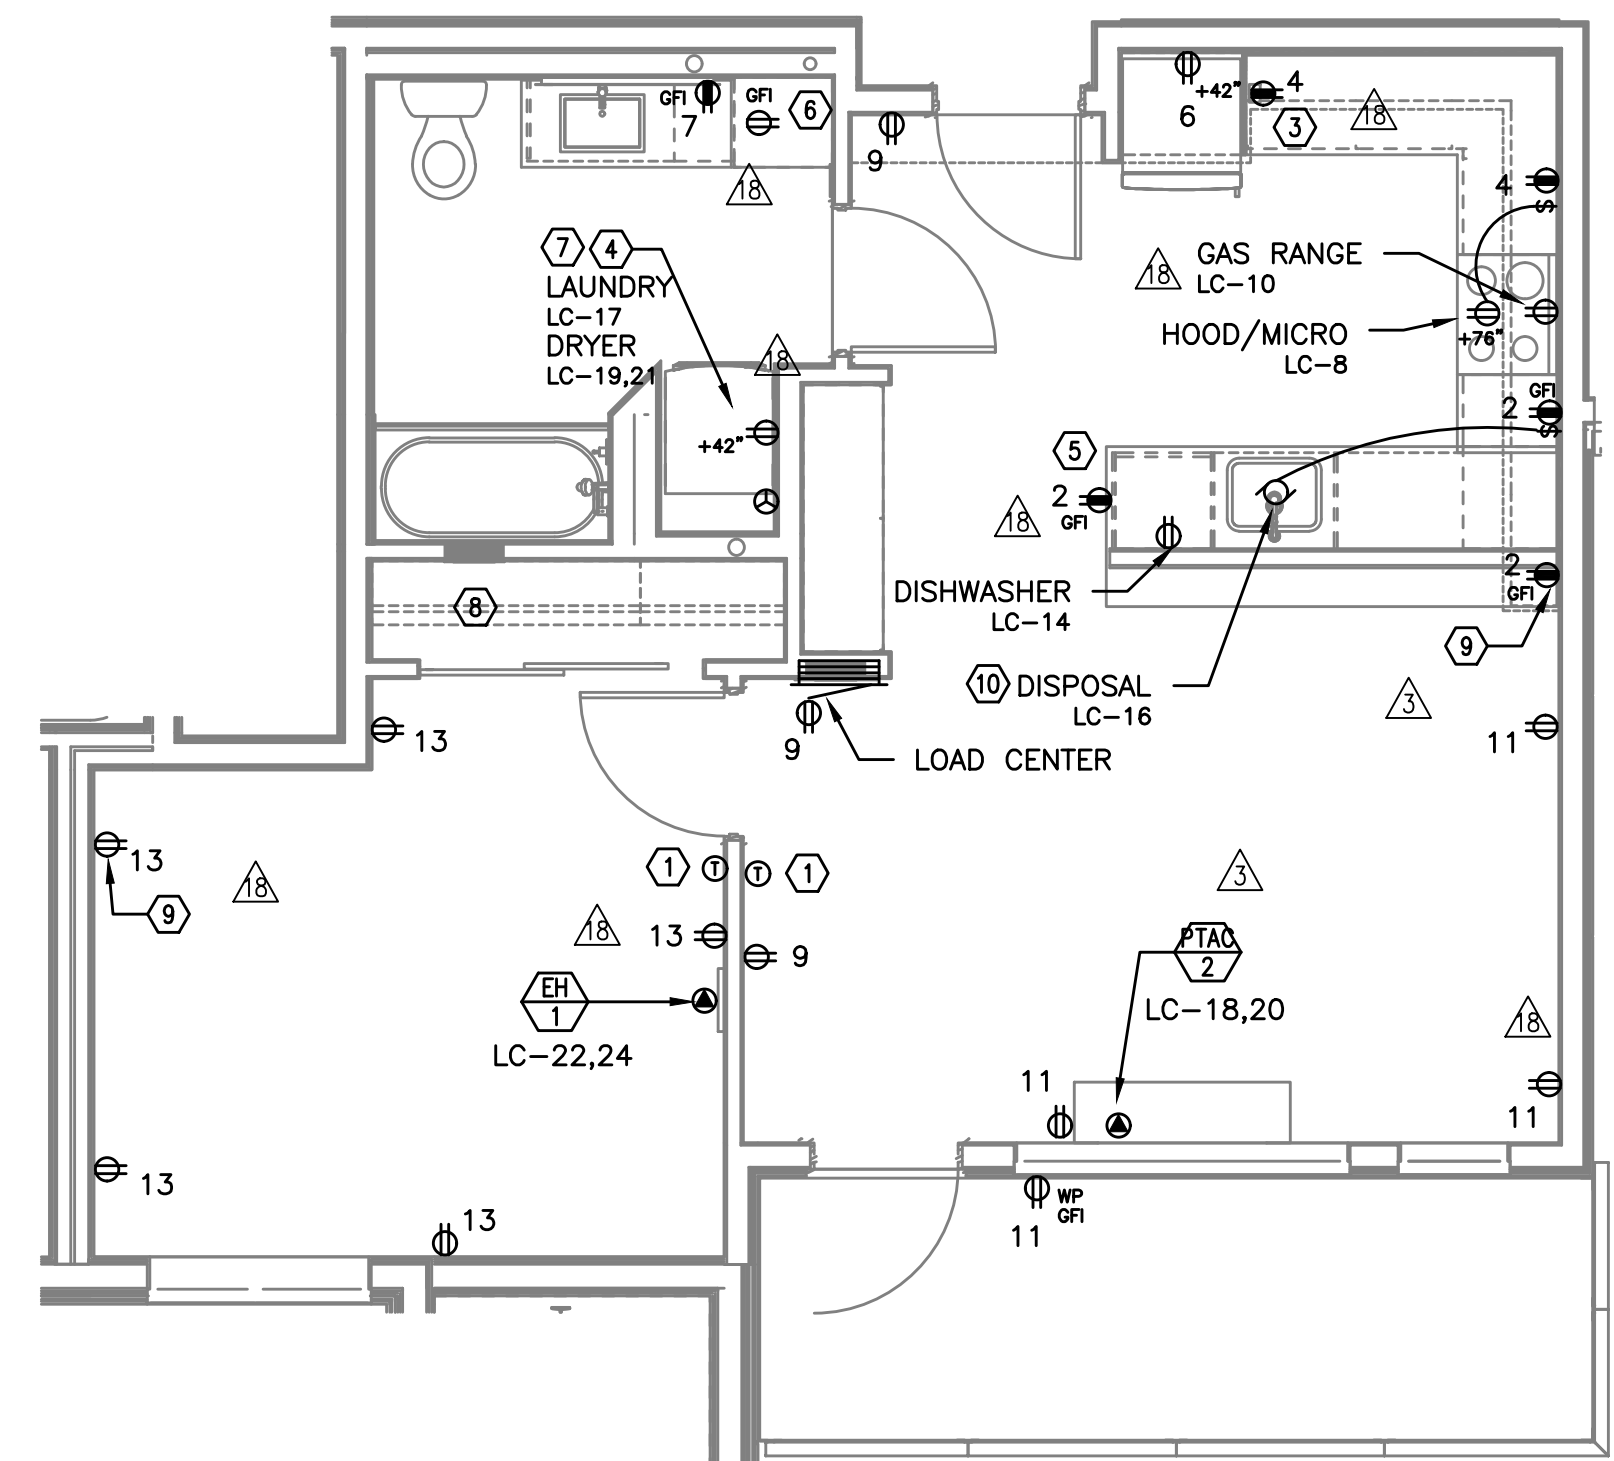 GFI
7
GFI
6
9
+42"
6
4
3
18
4
S
18
7
4
LAUNDRY
LC-17
DRYER
LC-19,21
18
+42"
18
GAS RANGE
LC-10
HOOD/MICRO
LC-8
+76"
GFI
2
S
5
2
GFI
18
DISHWASHER
LC-14
2
GFI
9
8
10 DISPOSAL
LC-16
3
9
LOAD CENTER
11
13
13
9
18
1
T
T
1
3
18
13
9
EH
1
LC-22,24
PTAC
2
LC-18,20
18
11
11
13
13
WP
GFI
11